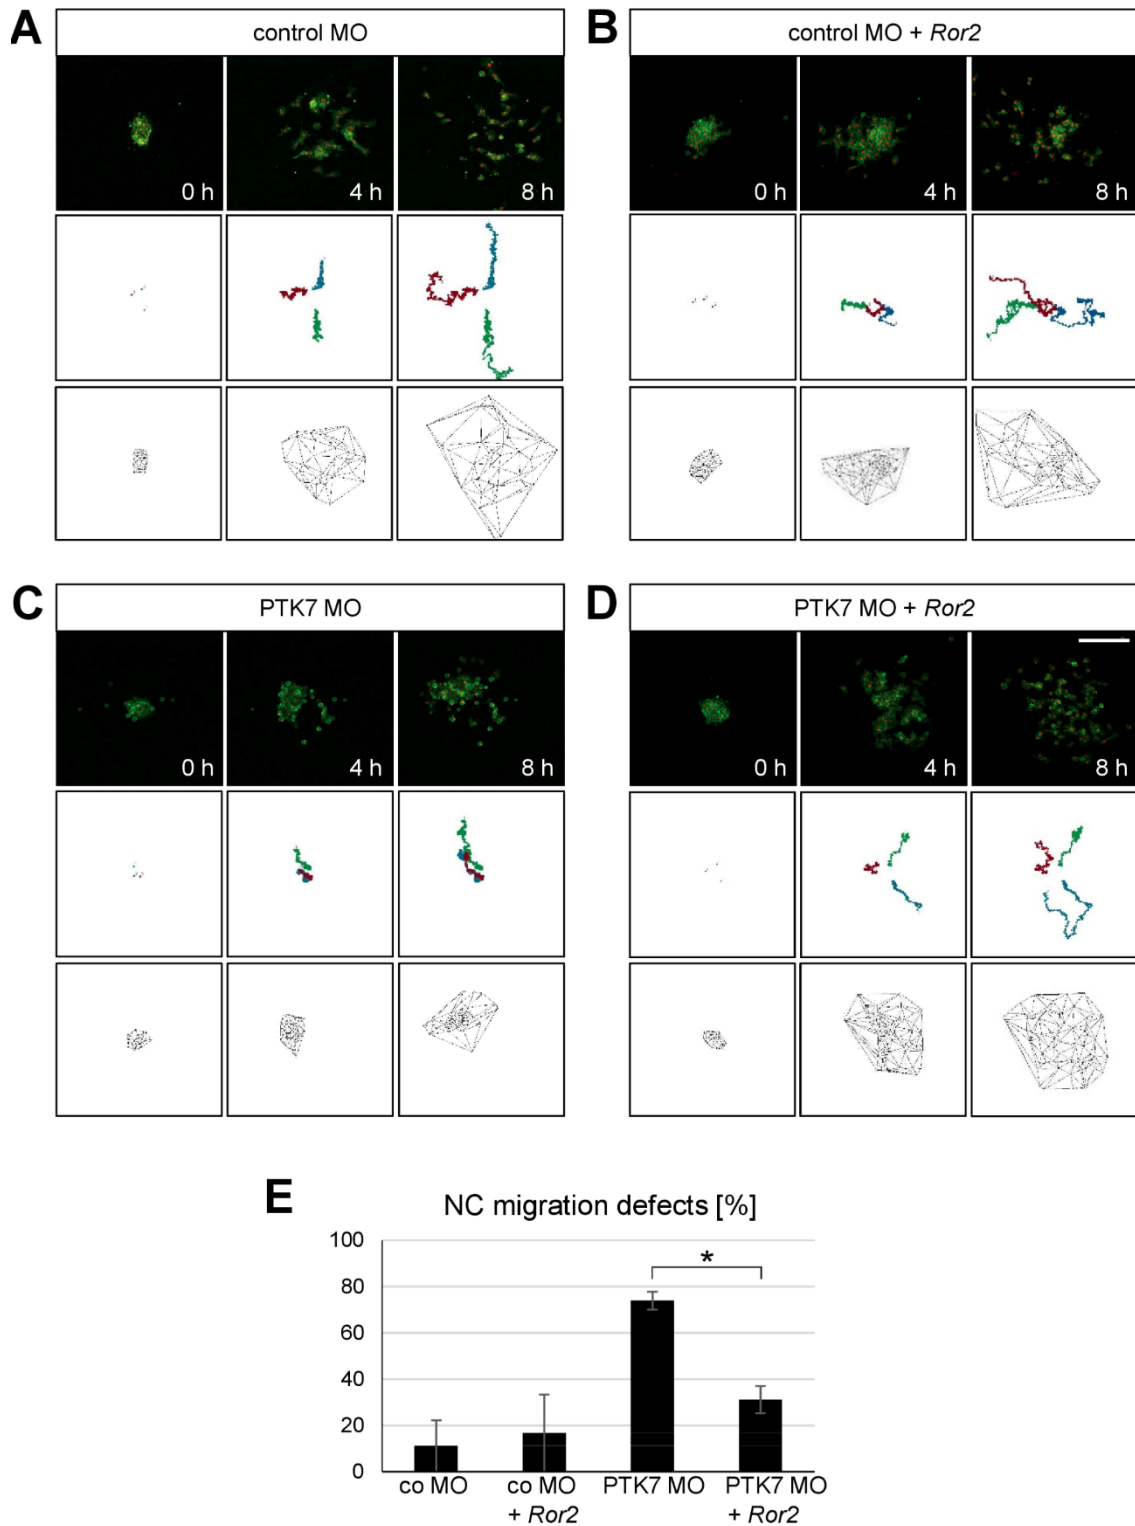 A
control MO
0 h
4 h
8 h
B
control MO + Ror2
0 h
4 h
8 h
C
PTK7 MO
0 h
4 h
8 h
D
PTK7 MO + Ror2
0 h
4 h
8 h
E
NC migration defects [%]
100
80
60
40
20
0
*
co MO
co MO
+ Ror2
PTK7 MO
PTK7 MO
+ Ror2